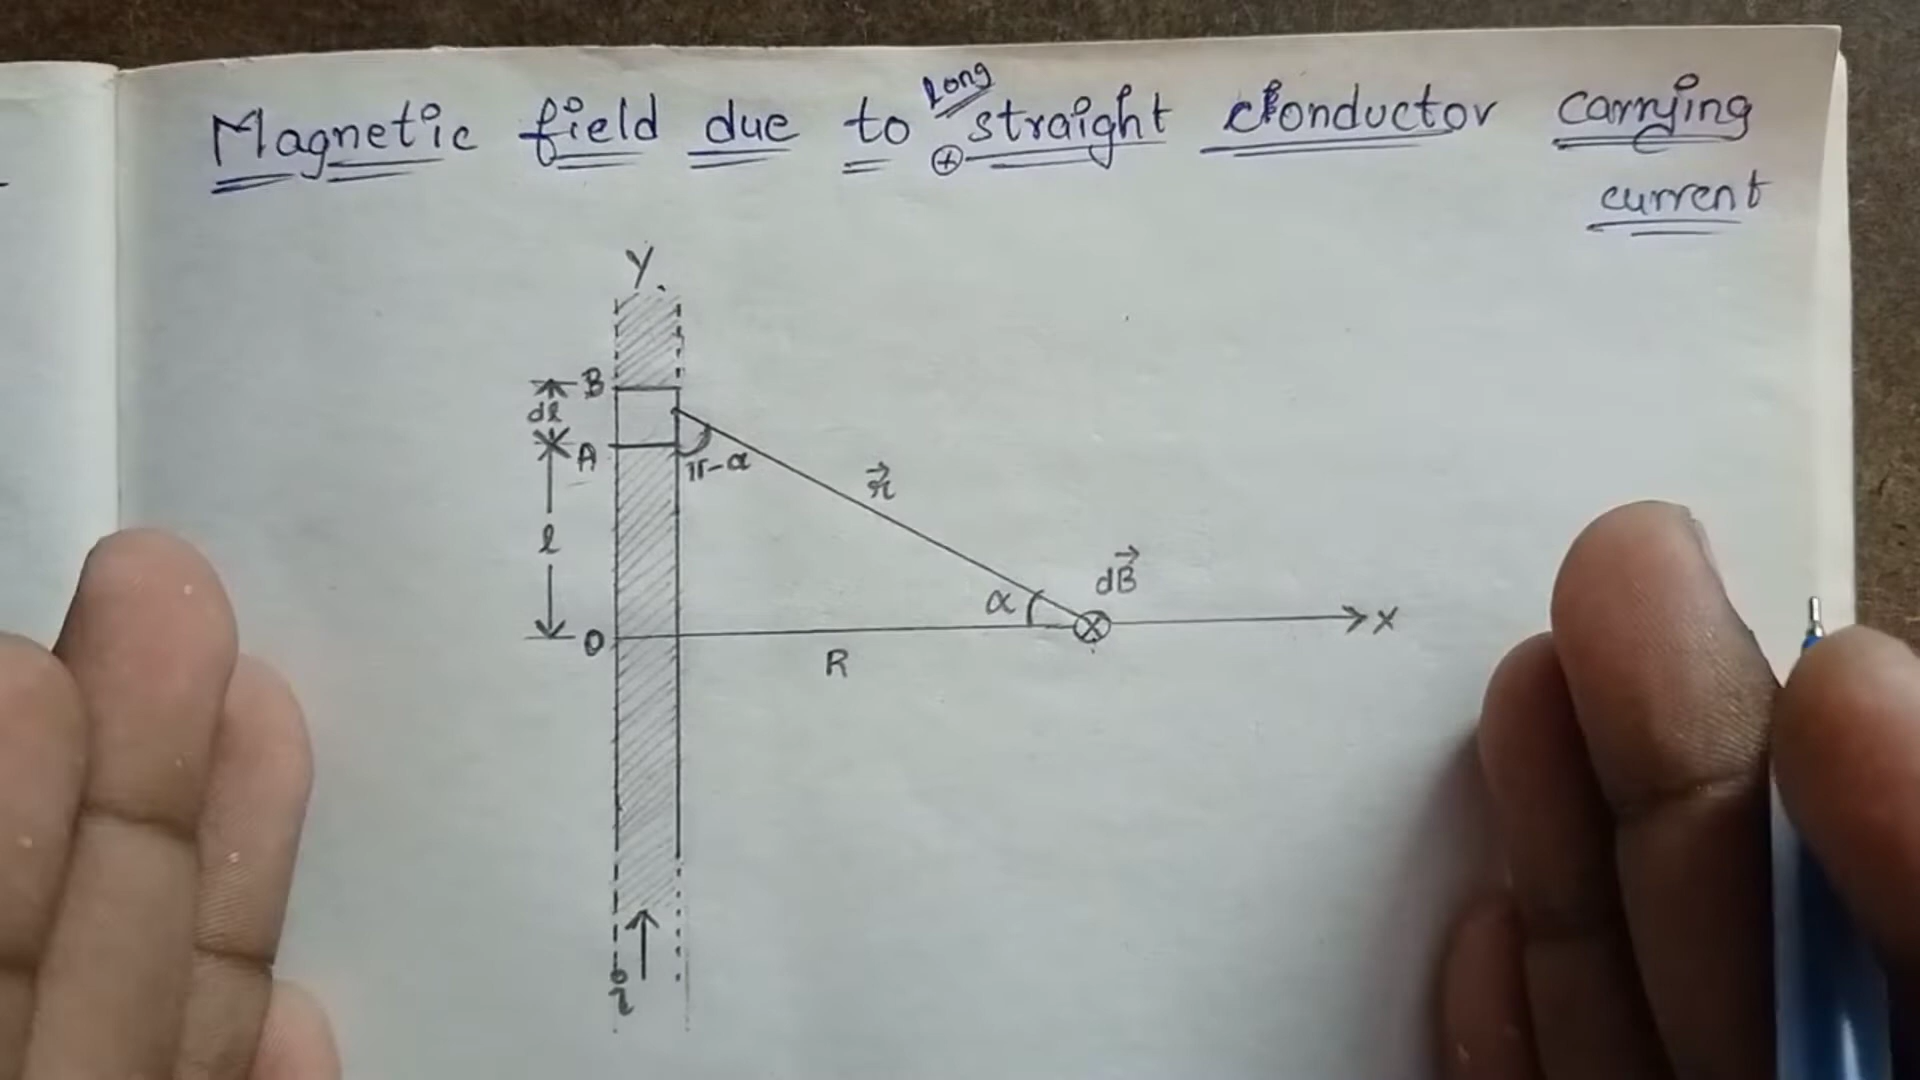 Long
Magnetic field due to straight conductor carrying
current
Y
B
dl
A
π-α
r⃗
l
dB⃗
α
O
X
R
i